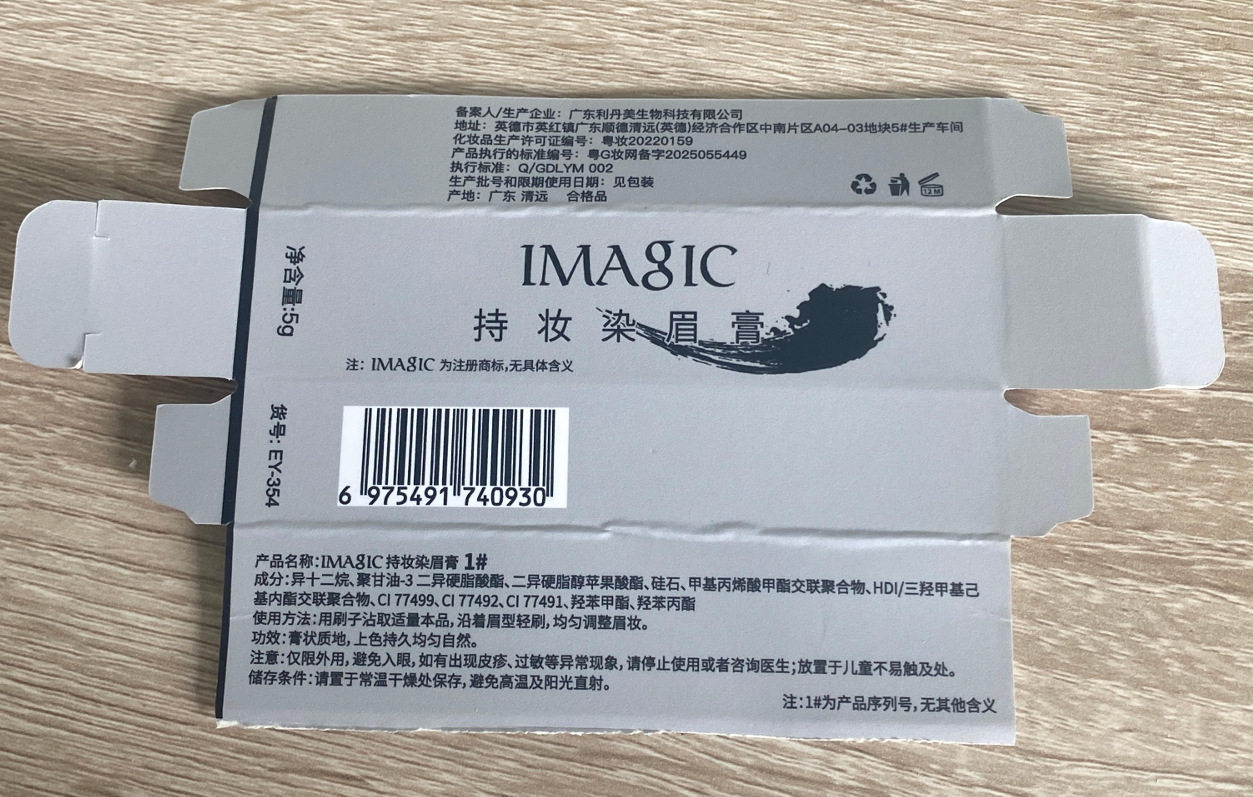 备案人/生产企业：广东利丹美生物科技有限公司
地址：英德市英红镇广东顺德清远(英德)经济合作区中南片区A04-03地块5#生产车间
化妆品生产许可证编号：粤妆20220159
产品执行的标准编号：粤G妆网备字2025055449
执行标准：Q/GDLYM 002
生产批号和限期使用日期：见包装
产地：广东 清远 合格品
12 M
净含量:5g
IMAGIC
持妆染眉膏
注：IMAGIC 为注册商标,无具体含义
货号：EY-354
6 975491 740930
产品名称:IMAGIC 持妆染眉膏 1#
成分:异十二烷、聚甘油-3 二异硬脂酸酯、二异硬脂醇苹果酸酯、硅石、甲基丙烯酸甲酯交联聚合物、HDI/三羟甲基己
基内酯交联聚合物、CI 77499、CI 77492、CI 77491、羟苯甲酯、羟苯丙酯
使用方法:用刷子沾取适量本品,沿着眉型轻刷,均匀调整眉妆。
功效:膏状质地,上色持久均匀自然。
注意:仅限外用,避免入眼,如有出现皮疹、过敏等异常现象,请停止使用或者咨询医生;放置于儿童不易触及处。
储存条件:请置于常温干燥处保存,避免高温及阳光直射。
注:1#为产品序列号,无其他含义